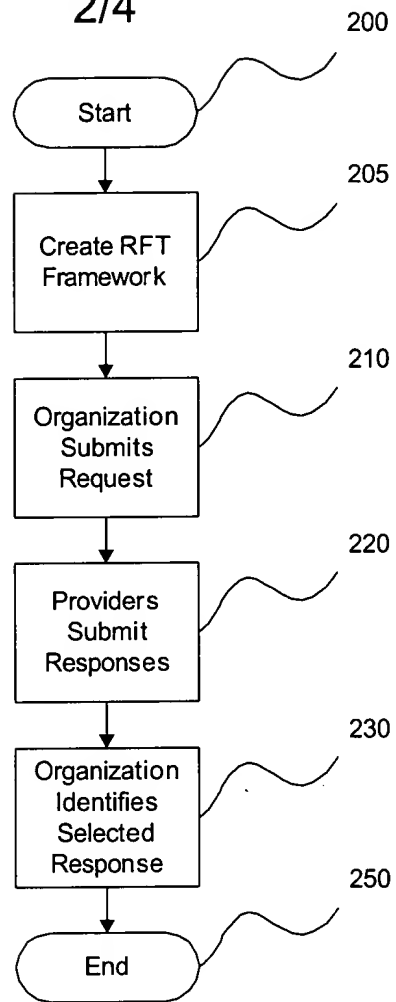 2/4
200
Start
205
Create RFT
Framework
210
Organization
Submits
Request
220
Providers
Submit
Responses
230
Organization
Identifies
Selected
Response
250
End